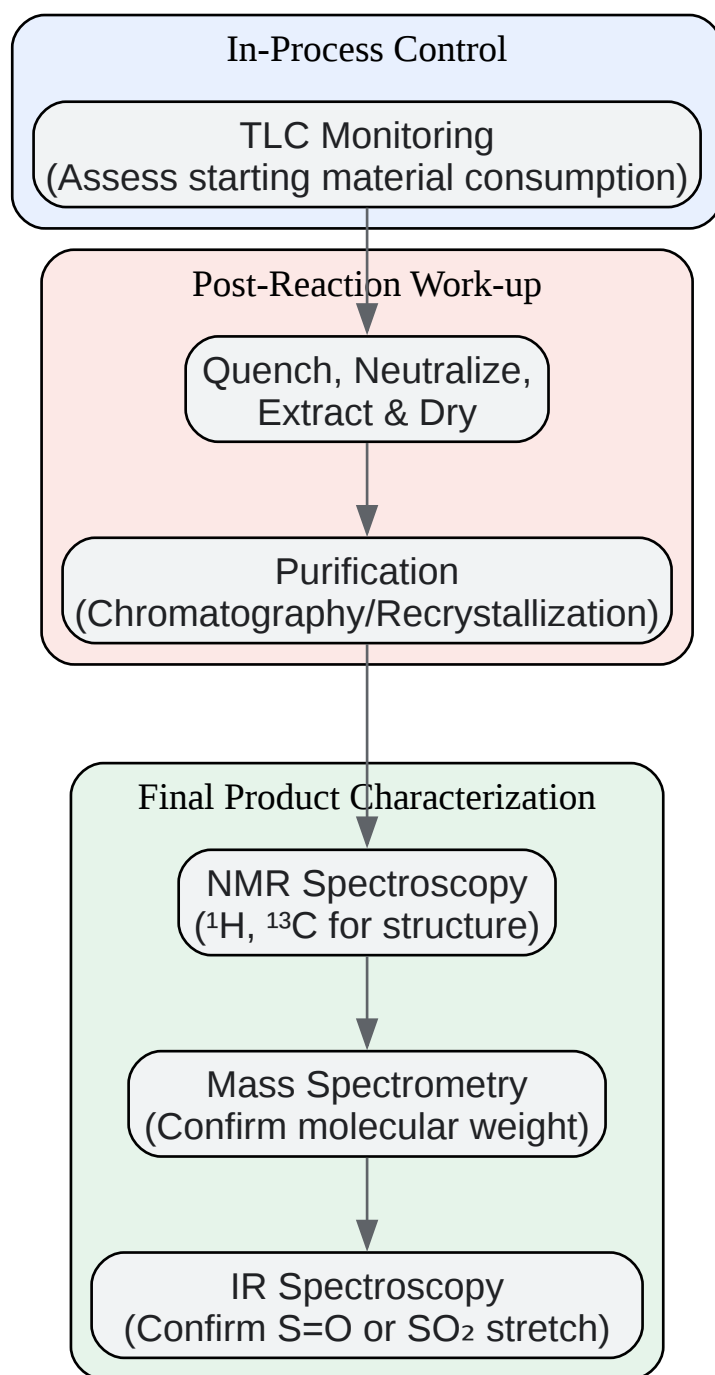 In-Process Control
TLC Monitoring
(Assess starting material consumption)
Post-Reaction Work-up
Quench, Neutralize,
Extract & Dry
Purification
(Chromatography/Recrystallization)
Final Product Characterization
NMR Spectroscopy
(¹H, ¹³C for structure)
Mass Spectrometry
(Confirm molecular weight)
IR Spectroscopy
(Confirm S=O or SO₂ stretch)